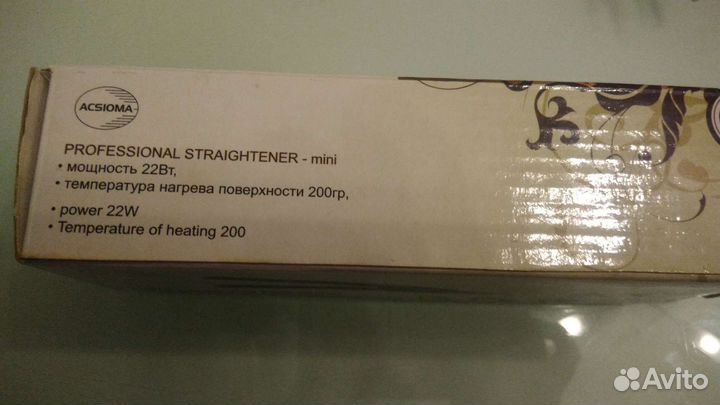 ACSIOMA
PROFESSIONAL STRAIGHTENER - mini
• мощность 22Вт,
• температура нагрева поверхности 200гр,
• power 22W
• Temperature of heating 200
Avito